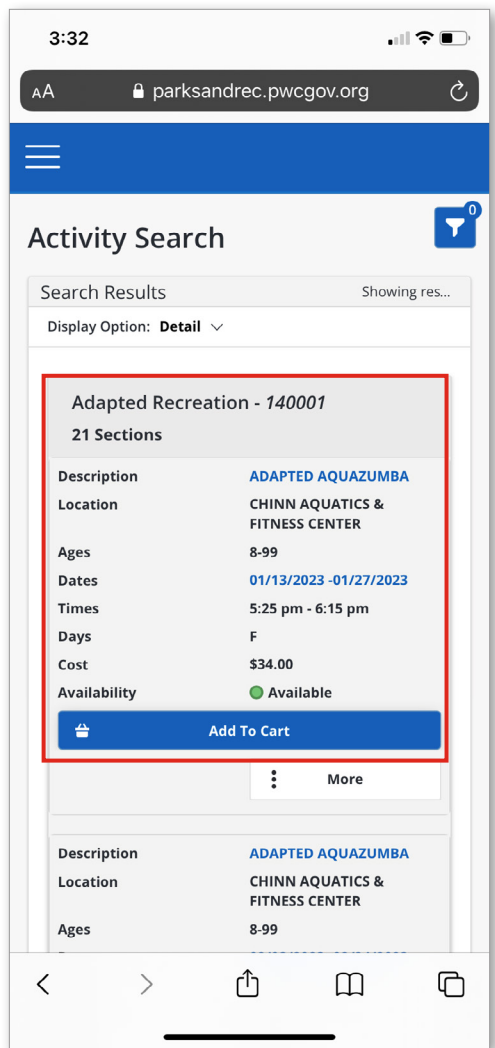 3:32
AA parksandrec.pwcgov.org
0
Activity Search
Search Results Showing res...
Display Option: Detail
Adapted Recreation - 140001
21 Sections
Description ADAPTED AQUAZUMBA
Location CHINN AQUATICS &
FITNESS CENTER
Ages 8-99
Dates 01/13/2023 -01/27/2023
Times 5:25 pm - 6:15 pm
Days F
Cost $34.00
Availability Available
Add To Cart
More
Description ADAPTED AQUAZUMBA
Location CHINN AQUATICS &
FITNESS CENTER
Ages 8-99